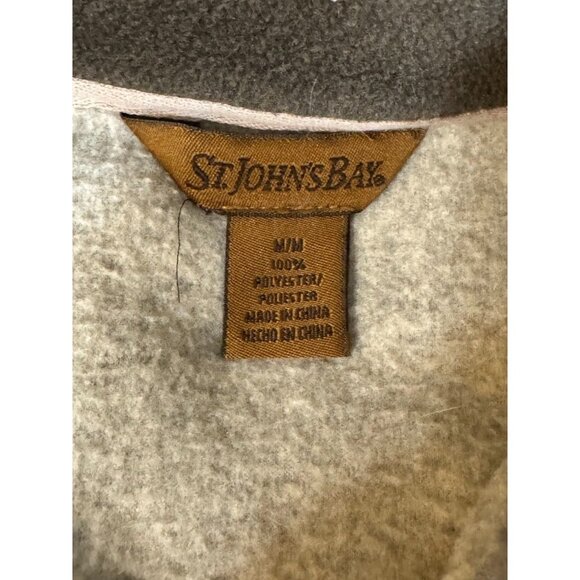 ST. JOHN'S BAY®
M/M
100%
POLYESTER/
POLIESTER
MADE IN CHINA
HECHO EN CHINA